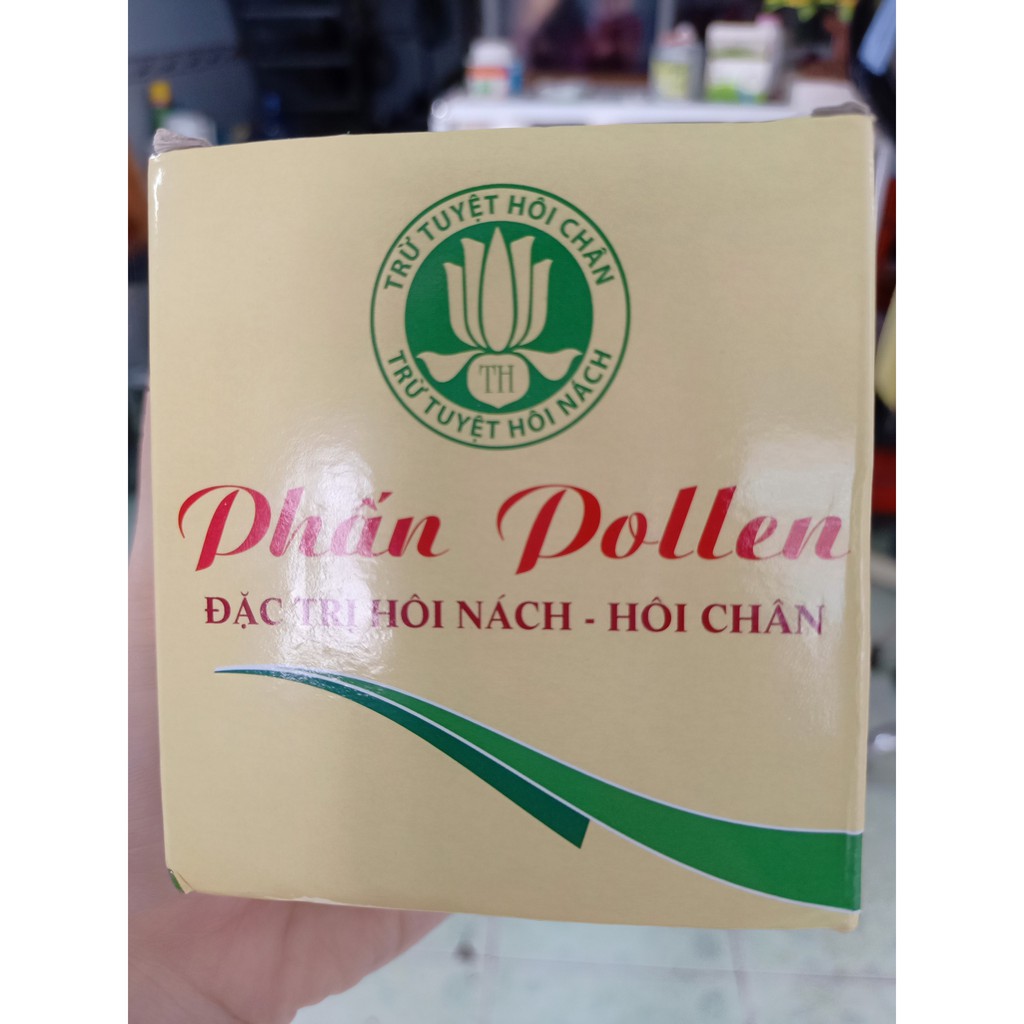 TRỪ TUYỆT HÔI CHÂN
TH
TRỪ TUYỆT HÔI NÁCH
Phấn Pollen
ĐẶC TRỊ HÔI NÁCH - HÔI CHÂN